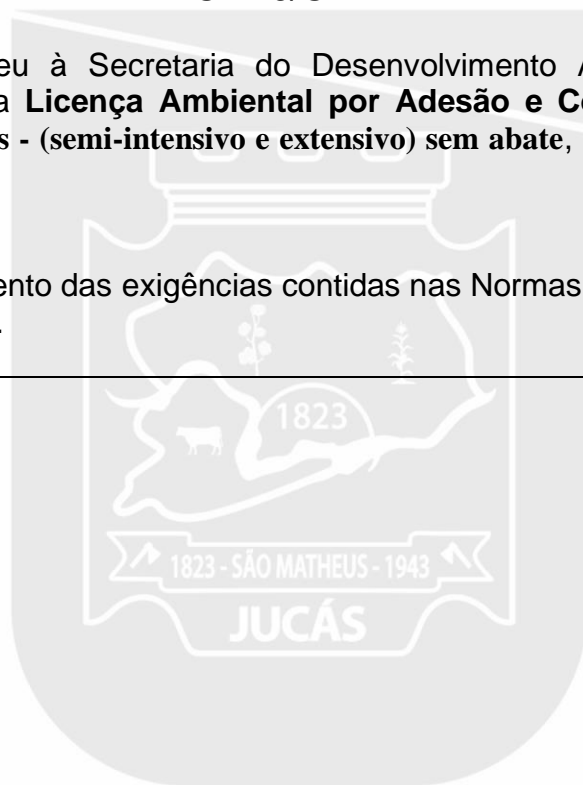 eu à Secretaria do Desenvolvimento A
a Licença Ambiental por Adesão e Co
s - (semi-intensivo e extensivo) sem abate,
ento das exigências contidas nas Normas
.
1823
1823 - SÃO MATHEUS - 1943
JUCÁS